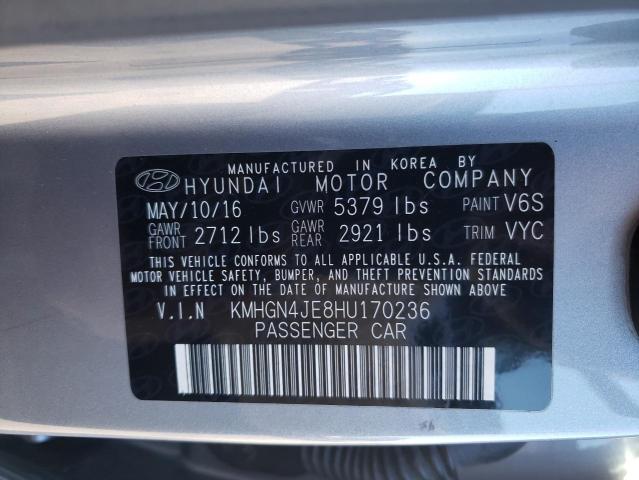 MANUFACTURED IN KOREA BY
HYUNDAI MOTOR COMPANY
MAY/10/16 GVWR 5379 lbs PAINT V6S
GAWR FRONT 2712 lbs GAWR REAR 2921 lbs TRIM VYC
THIS VEHICLE CONFORMS TO ALL APPLICABLE U.S.A. FEDERAL
MOTOR VEHICLE SAFETY, BUMPER, AND THEFT PREVENTION STANDARDS
IN EFFECT ON THE DATE OF MANUFACTURE SHOWN ABOVE.
V.I.N KMHGN4JE8HU170236
PASSENGER CAR